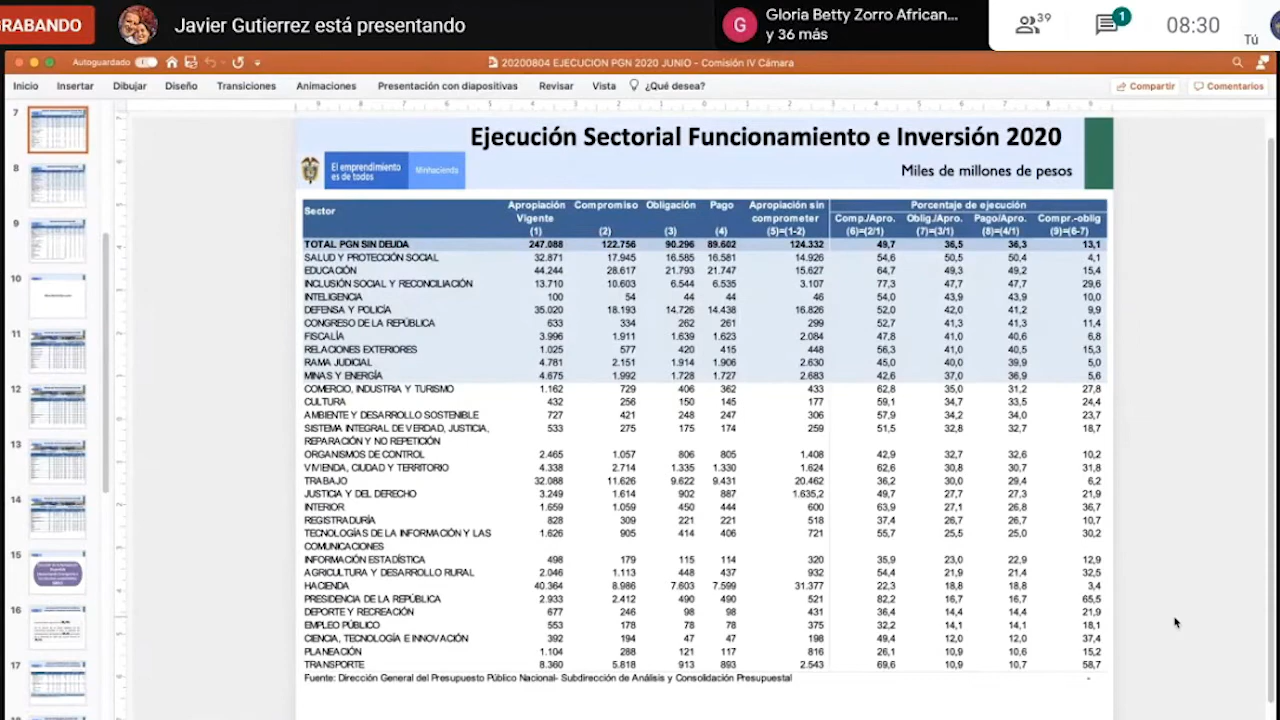 GRABANDO
Javier Gutierrez está presentando
G
Gloria Betty Zorro African...
y 36 más
39
1
08:30
Tú
Autoguardado
20200804 EJECUCION PGN 2020 JUNIO - Comisión IV Cámara
Inicio Insertar Dibujar Diseño Transiciones Animaciones Presentación con diapositivas Revisar Vista ¿Qué desea? Compartir Comentarios
7
8
9
10
11
12
13
14
15
16
17
Ejecución Sectorial Funcionamiento e Inversión 2020
El emprendimiento
es de todos
Minhacienda
Miles de millones de pesos
Sector Apropiación Vigente (1) Compromiso (2) Obligación (3) Pago (4) Apropiación sin comprometer (5)=(1-2) Porcentaje de ejecución
Comp./Apro. (6)=(2/1) Oblig./Apro. (7)=(3/1) Pago/Apro. (8)=(4/1) Compr.-oblig (9)=(6-7)
TOTAL PGN SIN DEUDA 247.088 122.756 90.296 89.602 124.332 49,7 36,5 36,3 13,1
SALUD Y PROTECCIÓN SOCIAL 32.871 17.945 16.585 16.581 14.926 54,6 50,5 50,4 4,1
EDUCACIÓN 44.244 28.617 21.793 21.747 15.627 64,7 49,3 49,2 15,4
INCLUSIÓN SOCIAL Y RECONCILIACIÓN 13.710 10.603 6.544 6.535 3.107 77,3 47,7 47,7 29,6
INTELIGENCIA 100 54 44 44 46 54,0 43,9 43,9 10,0
DEFENSA Y POLICÍA 35.020 18.193 14.726 14.438 16.826 52,0 42,0 41,2 9,9
CONGRESO DE LA REPÚBLICA 633 334 262 261 299 52,7 41,3 41,3 11,4
FISCALÍA 3.996 1.911 1.639 1.623 2.084 47,8 41,0 40,6 6,8
RELACIONES EXTERIORES 1.025 577 420 415 448 56,3 41,0 40,5 15,3
RAMA JUDICIAL 4.781 2.151 1.914 1.906 2.630 45,0 40,0 39,9 5,0
MINAS Y ENERGÍA 4.675 1.992 1.728 1.727 2.683 42,6 37,0 36,9 5,6
COMERCIO, INDUSTRIA Y TURISMO 1.162 729 406 362 433 62,8 35,0 31,2 27,8
CULTURA 432 256 150 145 177 59,1 34,7 33,5 24,4
AMBIENTE Y DESARROLLO SOSTENIBLE 727 421 248 247 306 57,9 34,2 34,0 23,7
SISTEMA INTEGRAL DE VERDAD, JUSTICIA, 533 275 175 174 259 51,5 32,8 32,7 18,7
REPARACIÓN Y NO REPETICIÓN
ORGANISMOS DE CONTROL 2.465 1.057 806 805 1.408 42,9 32,7 32,6 10,2
VIVIENDA, CIUDAD Y TERRITORIO 4.338 2.714 1.335 1.330 1.624 62,6 30,8 30,7 31,8
TRABAJO 32.088 11.626 9.622 9.431 20.462 36,2 30,0 29,4 6,2
JUSTICIA Y DEL DERECHO 3.249 1.614 902 887 1.635,2 49,7 27,7 27,3 21,9
INTERIOR 1.659 1.059 450 444 600 63,9 27,1 26,8 36,7
REGISTRADURÍA 828 309 221 221 518 37,4 26,7 26,7 10,7
TECNOLOGÍAS DE LA INFORMACIÓN Y LAS 1.626 905 414 406 721 55,7 25,5 25,0 30,2
COMUNICACIONES
INFORMACIÓN ESTADÍSTICA 498 179 115 114 320 35,9 23,0 22,9 12,9
AGRICULTURA Y DESARROLLO RURAL 2.046 1.113 448 437 932 54,4 21,9 21,4 32,5
HACIENDA 40.364 8.986 7.603 7.599 31.377 22,3 18,8 18,8 3,4
PRESIDENCIA DE LA REPÚBLICA 2.933 2.412 490 490 521 82,2 16,7 16,7 65,5
DEPORTE Y RECREACIÓN 677 246 98 98 431 36,4 14,4 14,4 21,9
EMPLEO PÚBLICO 553 178 78 78 375 32,2 14,1 14,1 18,1
CIENIA, TECNOLOGÍA E INNOVACIÓN 392 194 47 47 198 49,4 12,0 12,0 37,4
PLANEACIÓN 1.104 288 121 117 816 26,1 10,9 10,6 15,2
TRANSPORTE 8.360 5.818 913 893 2.543 69,6 10,9 10,7 58,7
Fuente: Dirección General del Presupuesto Público Nacional- Subdirección de Análisis y Consolidación Presupuestal -